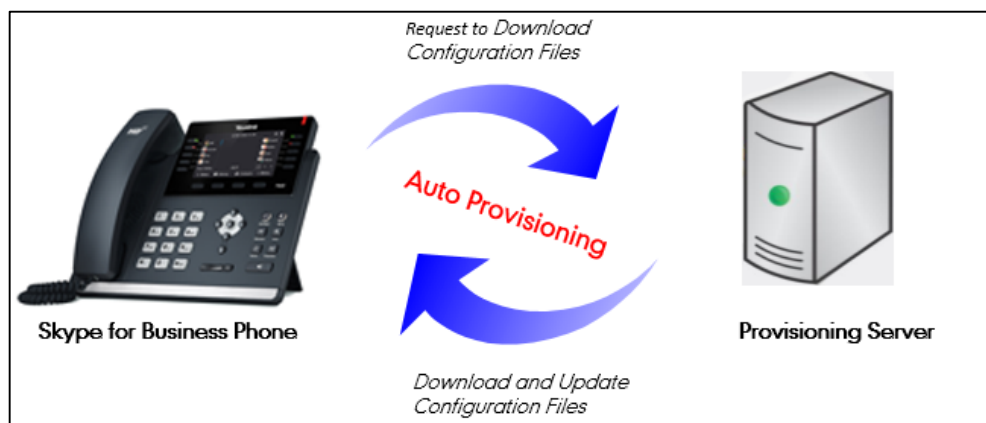 Request to Download
Configuration Files
Auto Provisioning
Skype for Business Phone
Provisioning Server
Download and Update
Configuration Files